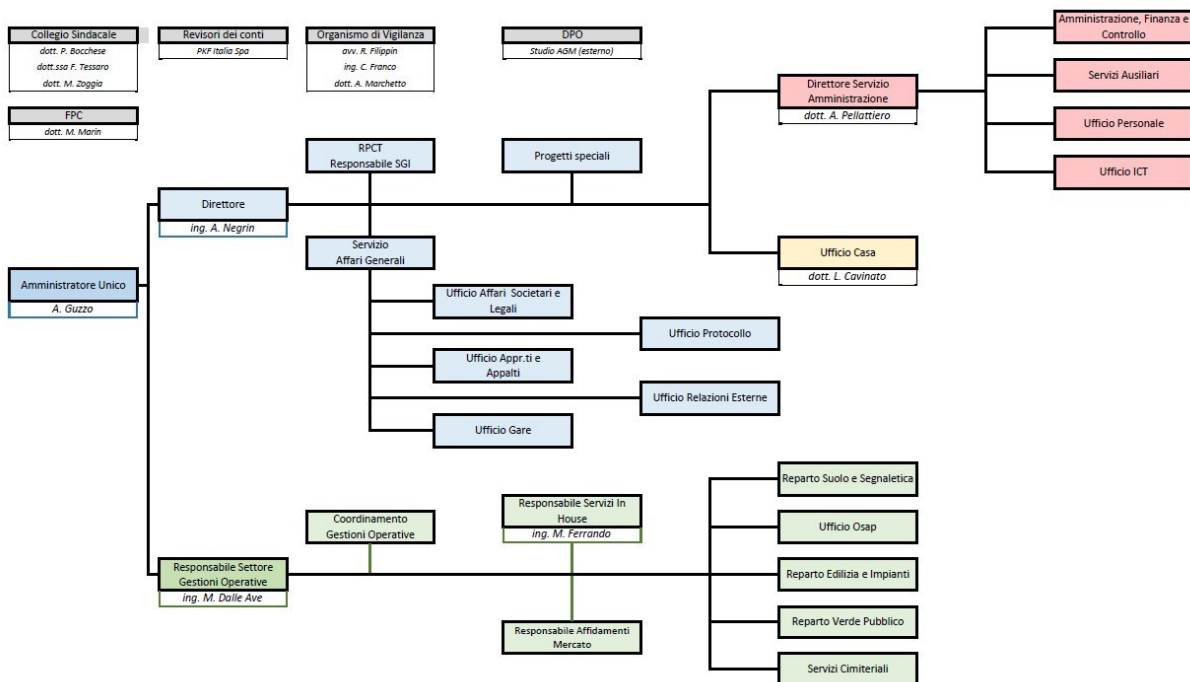 Collegio Sindacale
dott. P. Bocchese
dott.ssa F. Tessaro
dott. M. Zoggia
Revisori dei conti
PKF Italia Spa
Organismo di Vigilanza
avv. R. Filippin
ing. C. Franco
dott. A. Marchetto
DPO
Studio AGM (esterno)
FPC
dott. M. Marin
Amministrazione, Finanza e
Controllo
Servizi Ausiliari
Ufficio Personale
Ufficio ICT
Direttore Servizio
Amministrazione
dott. A. Pellattiero
RPCT
Responsabile SGI
Progetti speciali
Direttore
ing. A. Negrin
Servizio
Affari Generali
Ufficio Casa
dott. L. Cavinato
Amministratore Unico
A. Guzzo
Ufficio Affari  Societari e
Legali
Ufficio Protocollo
Ufficio Appr.ti e
Appalti
Ufficio Relazioni Esterne
Ufficio Gare
Coordinamento
Gestioni Operative
Responsabile Servizi In
House
ing. M. Ferrando
Responsabile Settore
Gestioni Operative
ing. M. Dalle Ave
Responsabile Affidamenti
Mercato
Reparto Suolo e Segnaletica
Ufficio Osap
Reparto Edilizia e Impianti
Reparto Verde Pubblico
Servizi Cimiteriali